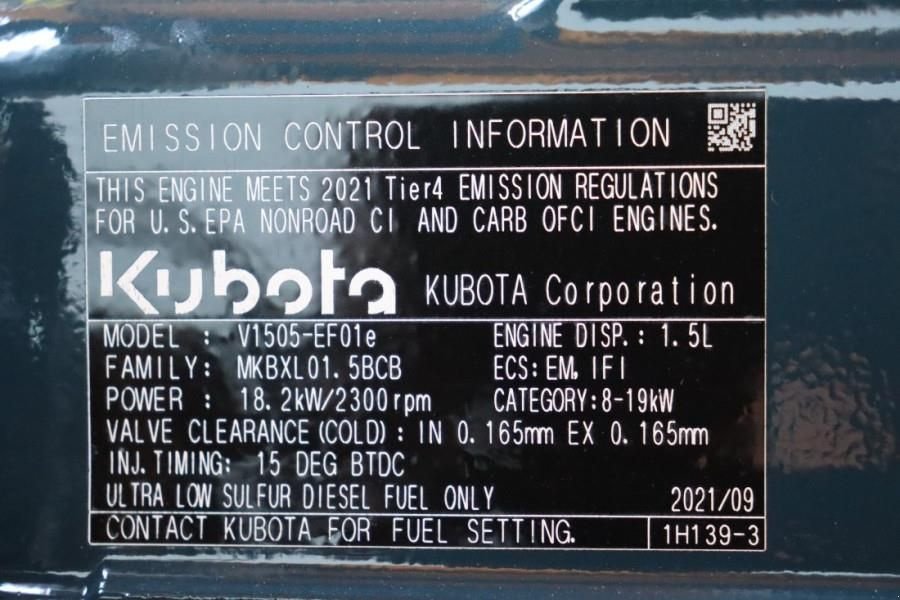 EMISSION CONTROL INFORMATION
THIS ENGINE MEETS 2021 Tier4 EMISSION REGULATIONS
FOR U.S.EPA NONROAD CI AND CARB OFCI ENGINES.
Kubota KUBOTA Corporation
MODEL : V1505-EF01e ENGINE DISP.: 1.5L
FAMILY: MKBXL01.5BCB ECS:EM,IFI
POWER : 18.2kW/2300rpm CATEGORY:8-19kW
VALVE CLEARANCE(COLD): IN 0.165mm EX 0.165mm
INJ.TIMING: 15 DEG BTDC
ULTRA LOW SULFUR DIESEL FUEL ONLY 2021/09
CONTACT KUBOTA FOR FUEL SETTING. 1H139-3